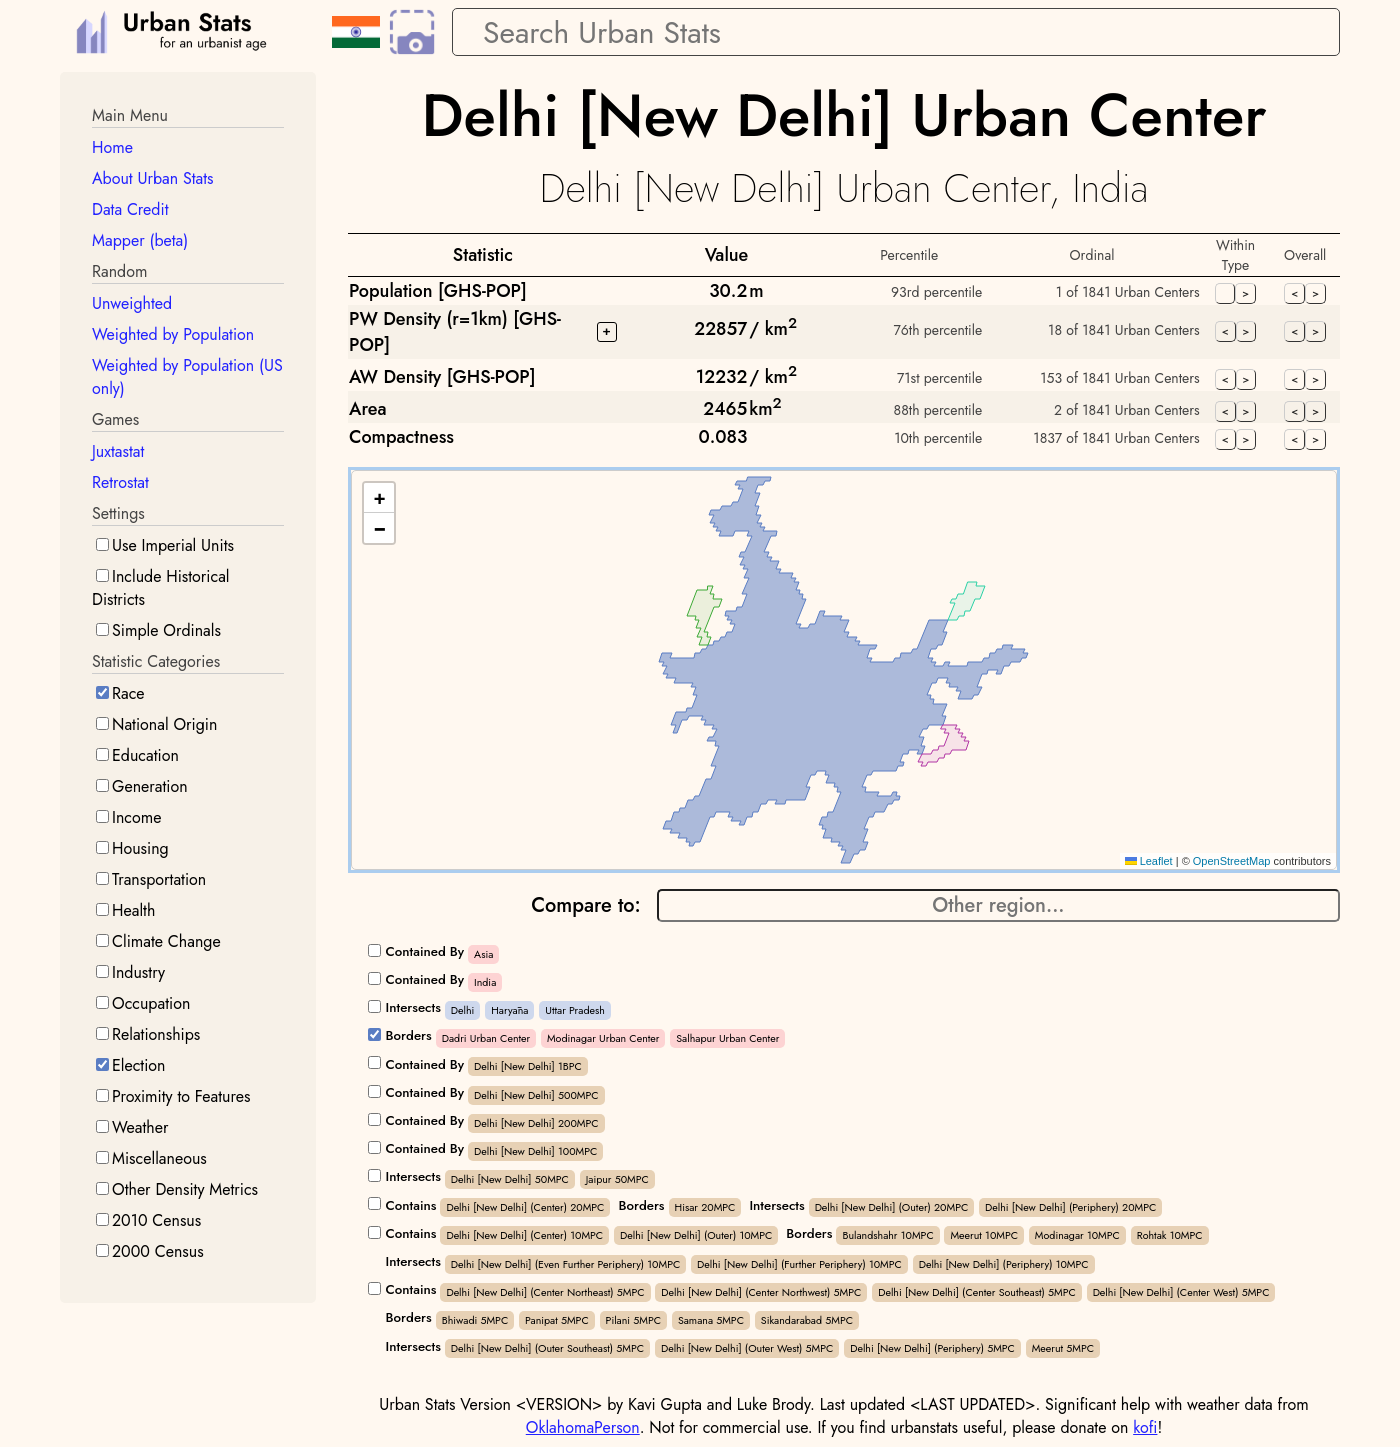 Urban Stats
for an urbanist age
Search Urban Stats
Main Menu
Home
About Urban Stats
Data Credit
Mapper (beta)
Random
Unweighted
Weighted by Population
Weighted by Population (US
only)
Games
Juxtastat
Retrostat
Settings
Use Imperial Units
Include Historical
Districts
Simple Ordinals
Statistic Categories
Race
National Origin
Education
Generation
Income
Housing
Transportation
Health
Climate Change
Industry
Occupation
Relationships
Election
Proximity to Features
Weather
Miscellaneous
Other Density Metrics
2010 Census
2000 Census
Delhi [New Delhi] Urban Center
Delhi [New Delhi] Urban Center, India
Statistic Value Percentile Ordinal Within Type Overall
Population [GHS-POP] 30.2 m 93rd percentile 1 of 1841 Urban Centers > < >
PW Density (r=1km) [GHS-
POP] + 22857 / km² 76th percentile 18 of 1841 Urban Centers < > < >
AW Density [GHS-POP] 12232 / km² 71st percentile 153 of 1841 Urban Centers < > < >
Area 2465 km² 88th percentile 2 of 1841 Urban Centers < > < >
Compactness 0.083 10th percentile 1837 of 1841 Urban Centers < > < >
+
−
Leaflet | © OpenStreetMap contributors
Compare to: Other region...
Contained By Asia
Contained By India
Intersects Delhi Haryāna Uttar Pradesh
Borders Dadri Urban Center Modinagar Urban Center Salhapur Urban Center
Contained By Delhi [New Delhi] 1BPC
Contained By Delhi [New Delhi] 500MPC
Contained By Delhi [New Delhi] 200MPC
Contained By Delhi [New Delhi] 100MPC
Intersects Delhi [New Delhi] 50MPC Jaipur 50MPC
Contains Delhi [New Delhi] (Center) 20MPC Borders Hisar 20MPC Intersects Delhi [New Delhi] (Outer) 20MPC Delhi [New Delhi] (Periphery) 20MPC
Contains Delhi [New Delhi] (Center) 10MPC Delhi [New Delhi] (Outer) 10MPC Borders Bulandshahr 10MPC Meerut 10MPC Modinagar 10MPC Rohtak 10MPC
Intersects Delhi [New Delhi] (Even Further Periphery) 10MPC Delhi [New Delhi] (Further Periphery) 10MPC Delhi [New Delhi] (Periphery) 10MPC
Contains Delhi [New Delhi] (Center Northeast) 5MPC Delhi [New Delhi] (Center Northwest) 5MPC Delhi [New Delhi] (Center Southeast) 5MPC Delhi [New Delhi] (Center West) 5MPC
Borders Bhiwadi 5MPC Panipat 5MPC Pilani 5MPC Samana 5MPC Sikandarabad 5MPC
Intersects Delhi [New Delhi] (Outer Southeast) 5MPC Delhi [New Delhi] (Outer West) 5MPC Delhi [New Delhi] (Periphery) 5MPC Meerut 5MPC
Urban Stats Version <VERSION> by Kavi Gupta and Luke Brody. Last updated <LAST UPDATED>. Significant help with weather data from
OklahomaPerson. Not for commercial use. If you find urbanstats useful, please donate on kofi!